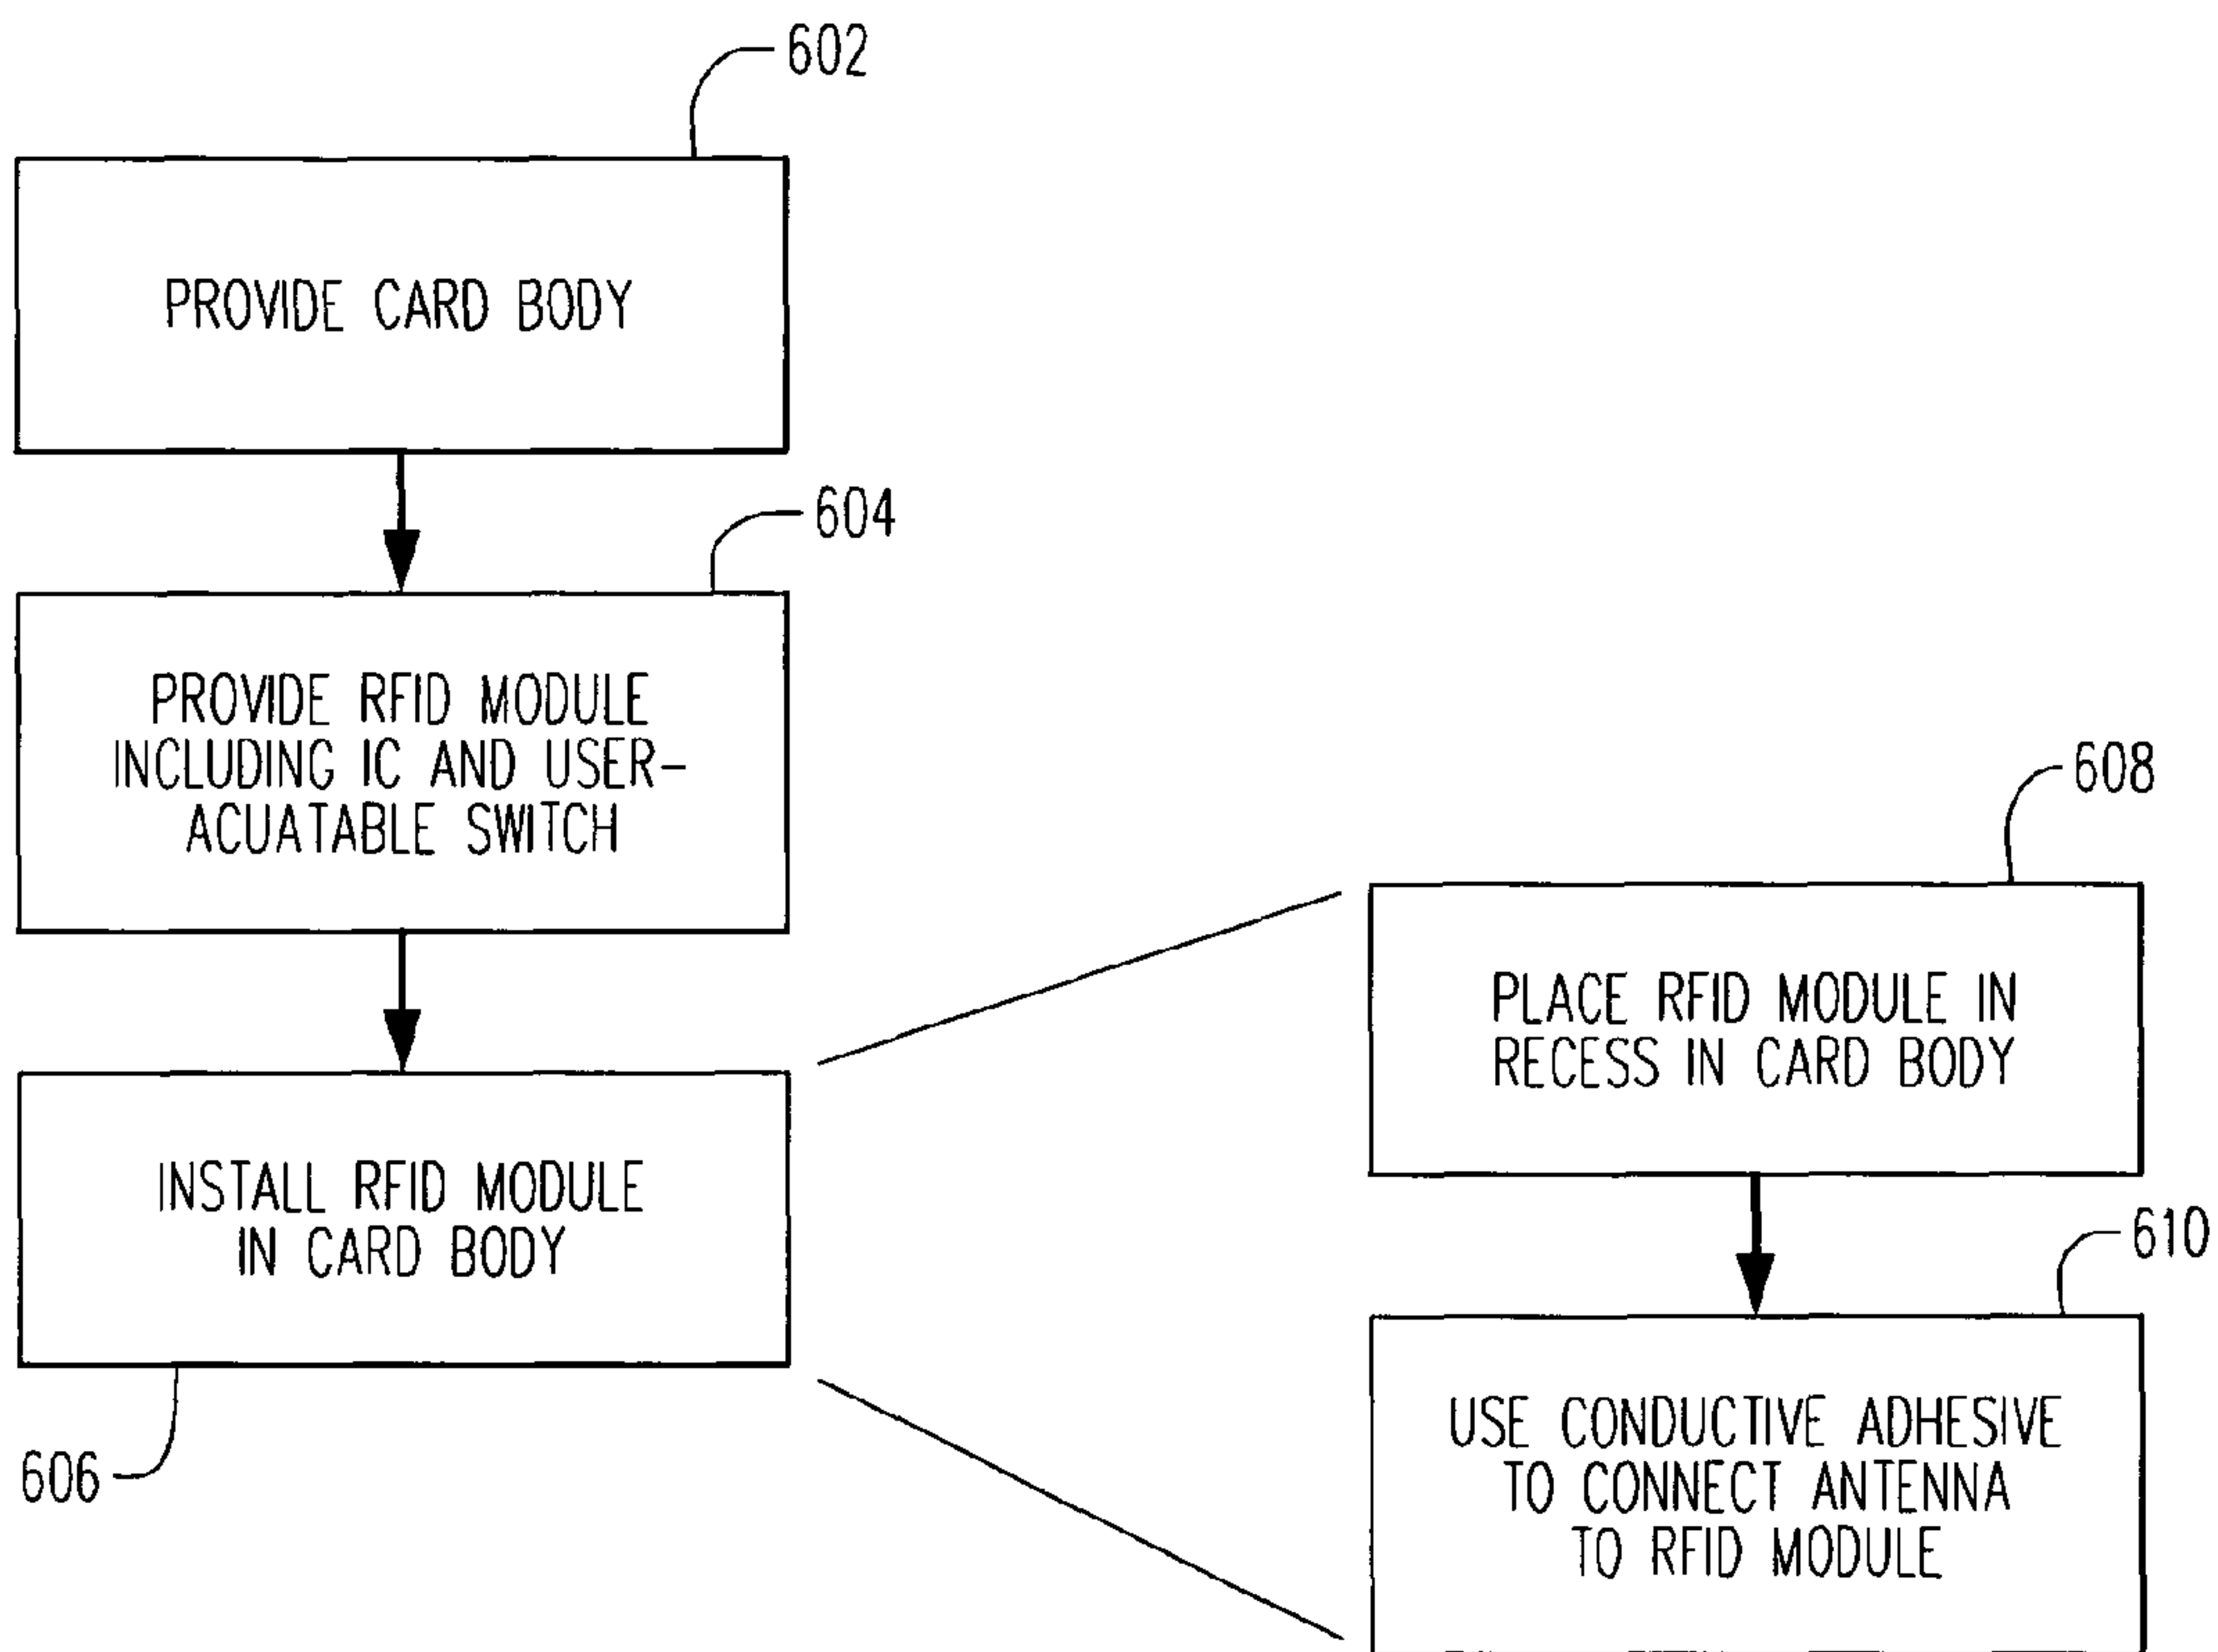 602
PROVIDE CARD BODY
604
PROVIDE RFID MODULE
INCLUDING IC AND USER-
ACUATABLE SWITCH
INSTALL RFID MODULE
IN CARD BODY
606
608
PLACE RFID MODULE IN
RECESS IN CARD BODY
610
USE CONDUCTIVE ADHESIVE
TO CONNECT ANTENNA
TO RFID MODULE